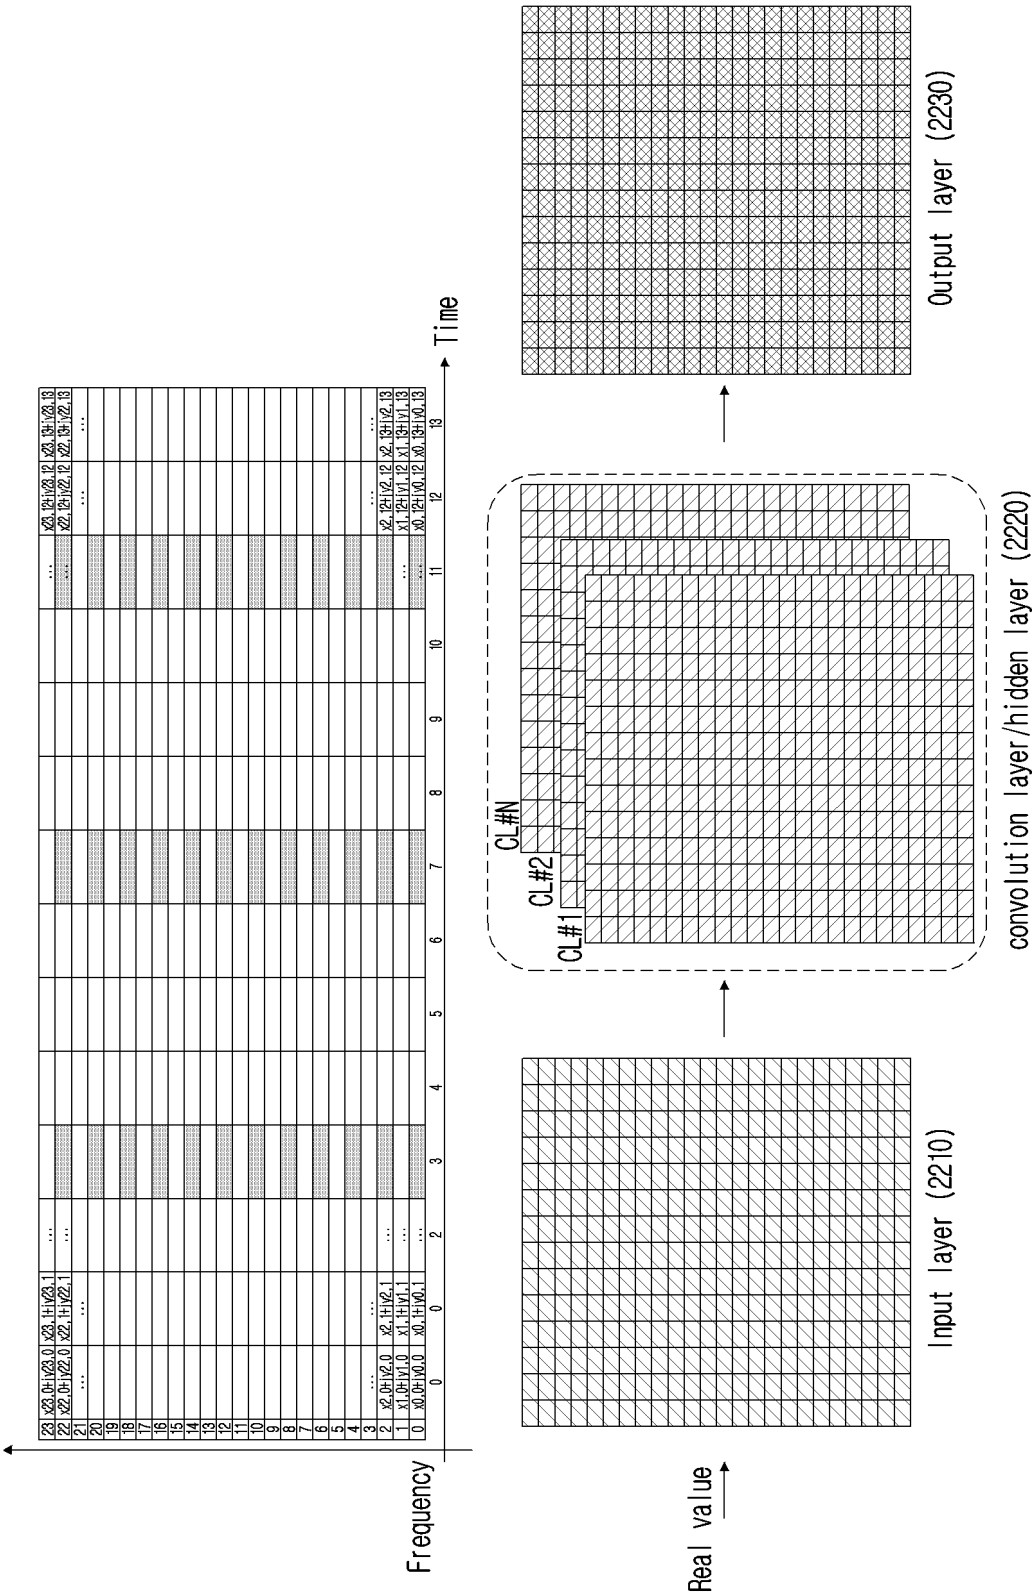 Frequency
23 x23,0+jy23,0 x23,1+jy23,1 ... ... x23,12+jy23,12 x23,13+jy23,13
22 x22,0+jy22,0 x22,1+jy22,1 ... ... x22,12+jy22,12 x22,13+jy22,13
21 ... ... ... ...
20
19
18
17
16
15
14
13
12
11
10
9
8
7
6
5
4
3 ... ... ... ...
2 x2,0+jy2,0 x2,1+jy2,1 ... x2,12+jy2,12 x2,13+jy2,13
1 x1,0+jy1,0 x1,1+jy1,1 ... ... x1,12+jy1,12 x1,13+jy1,13
0 x0,0+jy0,0 x0,1+jy0,1 ... ... x0,12+jy0,12 x0,13+jy0,13
0 0 2 3 4 5 6 7 8 9 10 11 12 13
Time
Real value
Input layer (2210)
CL#1
CL#2
CL#N
convolution layer/hidden layer (2220)
Output layer (2230)